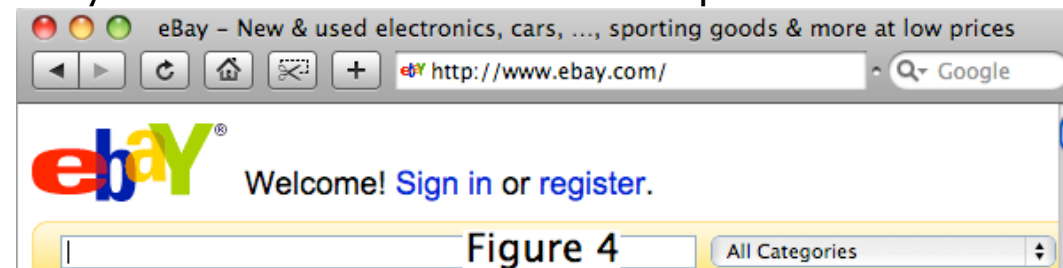 eBay – New & used electronics, cars, ..., sporting goods & more at low prices
ebY http://www.ebay.com/ Google
ebaY® Welcome! Sign in or register.
Figure 4 All Categories